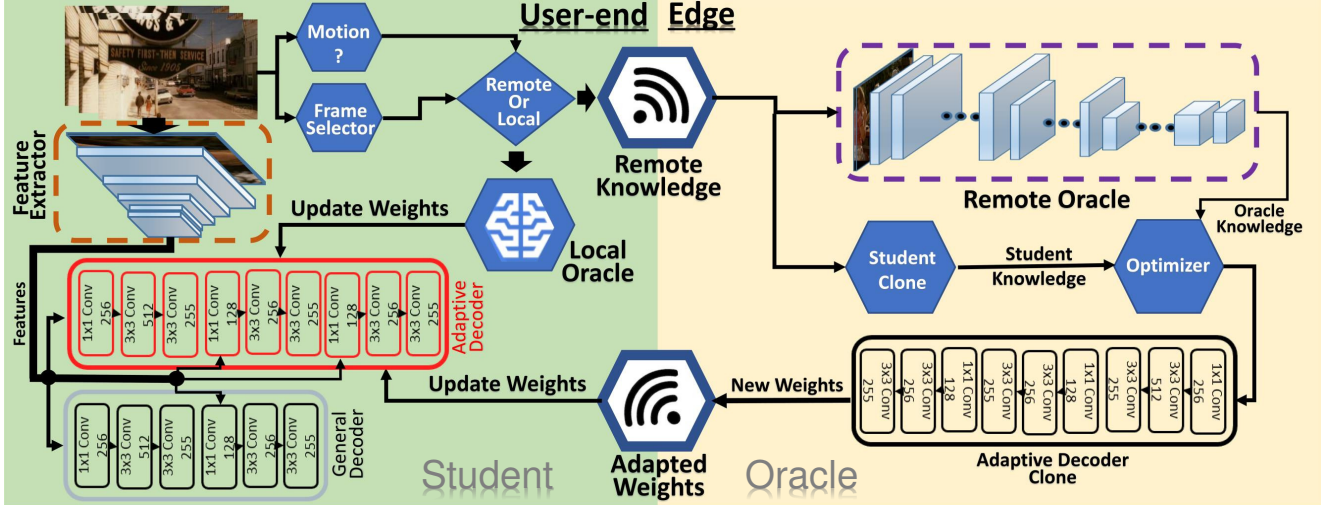 User-end Edge
SAFETY FIRST-THEN SERVICE
Since 1905
Motion
?
Frame
Selector
Remote
Or
Local
Remote
Knowledge
Remote Oracle
Feature
Extractor
Update Weights
Local
Oracle
Oracle
Knowledge
Student
Clone
Student
Knowledge
Optimizer
Features
1x1 Conv
256
3x3 Conv
512
3x3 Conv
255
1x1 Conv
128
3x3 Conv
256
3x3 Conv
255
1x1 Conv
128
3x3 Conv
256
3x3 Conv
255
Adaptive
Decoder
Update Weights
New Weights
3x3 Conv
255
3x3 Conv
256
1x1 Conv
128
3x3 Conv
255
3x3 Conv
256
1x1 Conv
128
3x3 Conv
255
3x3 Conv
512
1x1 Conv
256
Adaptive Decoder
Clone
1x1 Conv
256
3x3 Conv
512
3x3 Conv
255
1x1 Conv
128
3x3 Conv
256
3x3 Conv
255
General
Decoder
Adapted
Weights
Student
Oracle